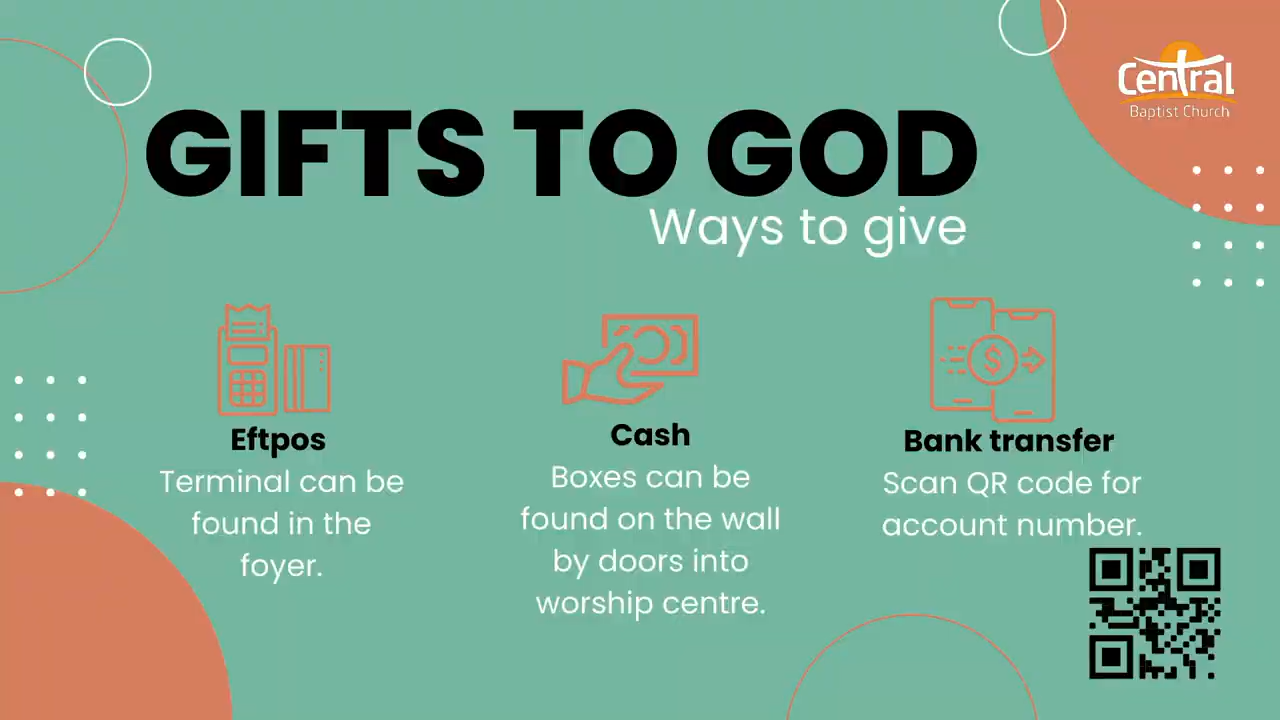 Central
Baptist Church
GIFTS TO GOD
Ways to give
Eftpos
Terminal can be
found in the
foyer.
Cash
Boxes can be
found on the wall
by doors into
worship centre.
$
Bank transfer
Scan QR code for
account number.